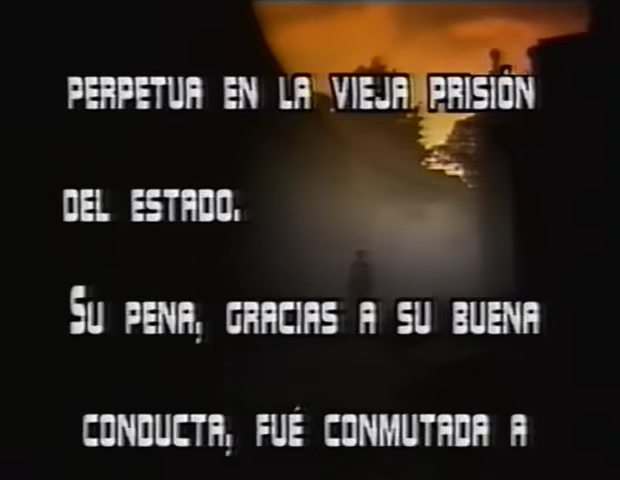 PERPETUA EN LA VIEJA PRISIÓN
DEL ESTADO.
SU PENA, GRACIAS A SU BUENA
CONDUCTA, FUÉ CONMUTADA A